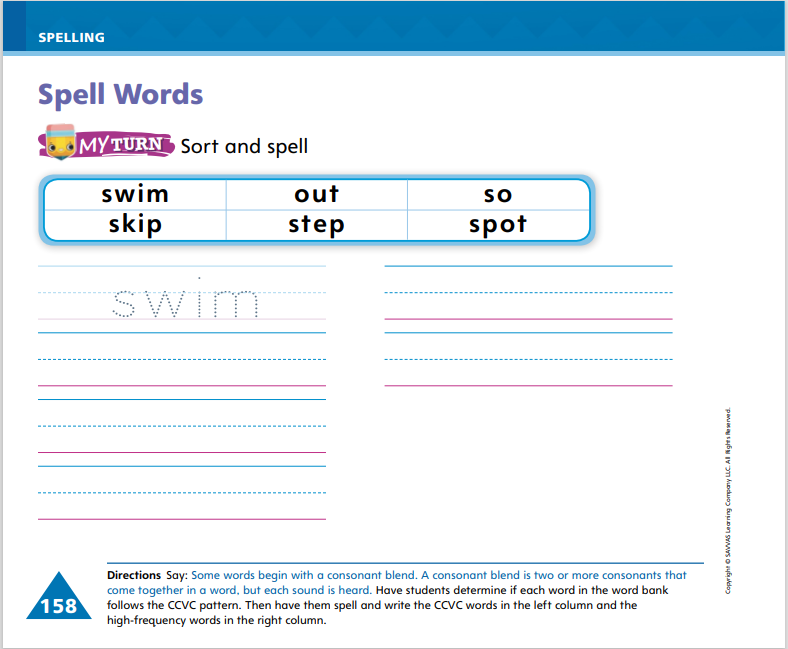 SPELLING
Spell Words
MY TURN Sort and spell
swim out so
skip step spot
swim
Directions Say: Some words begin with a consonant blend. A consonant blend is two or more consonants that
come together in a word, but each sound is heard. Have students determine if each word in the word bank
follows the CCVC pattern. Then have them spell and write the CCVC words in the left column and the
high-frequency words in the right column.
158
Copyright © SAVVAS Learning Company LLC. All Rights Reserved.